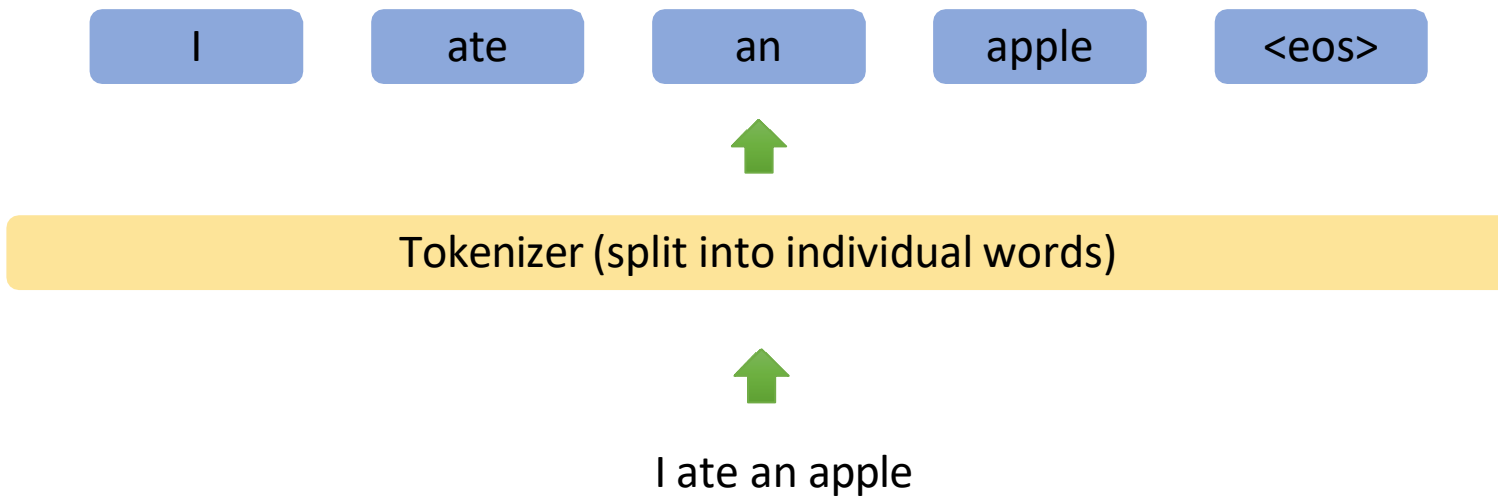 I ate an apple <eos>
Tokenizer (split into individual words)
I ate an apple